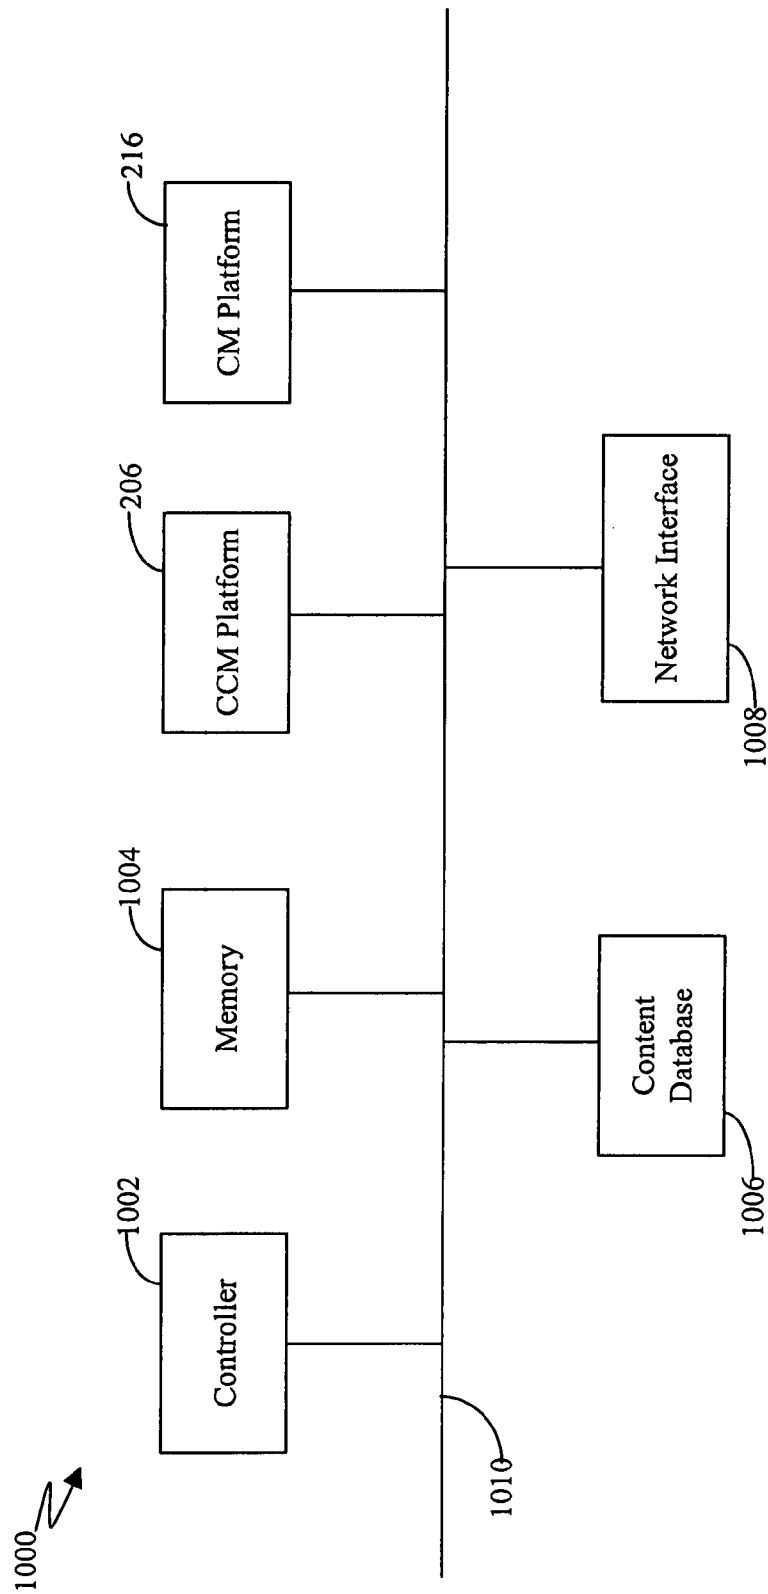 1000
1002
Controller
1004
Memory
206
CCM Platform
216
CM Platform
1010
1006
Content
Database
1008
Network Interface